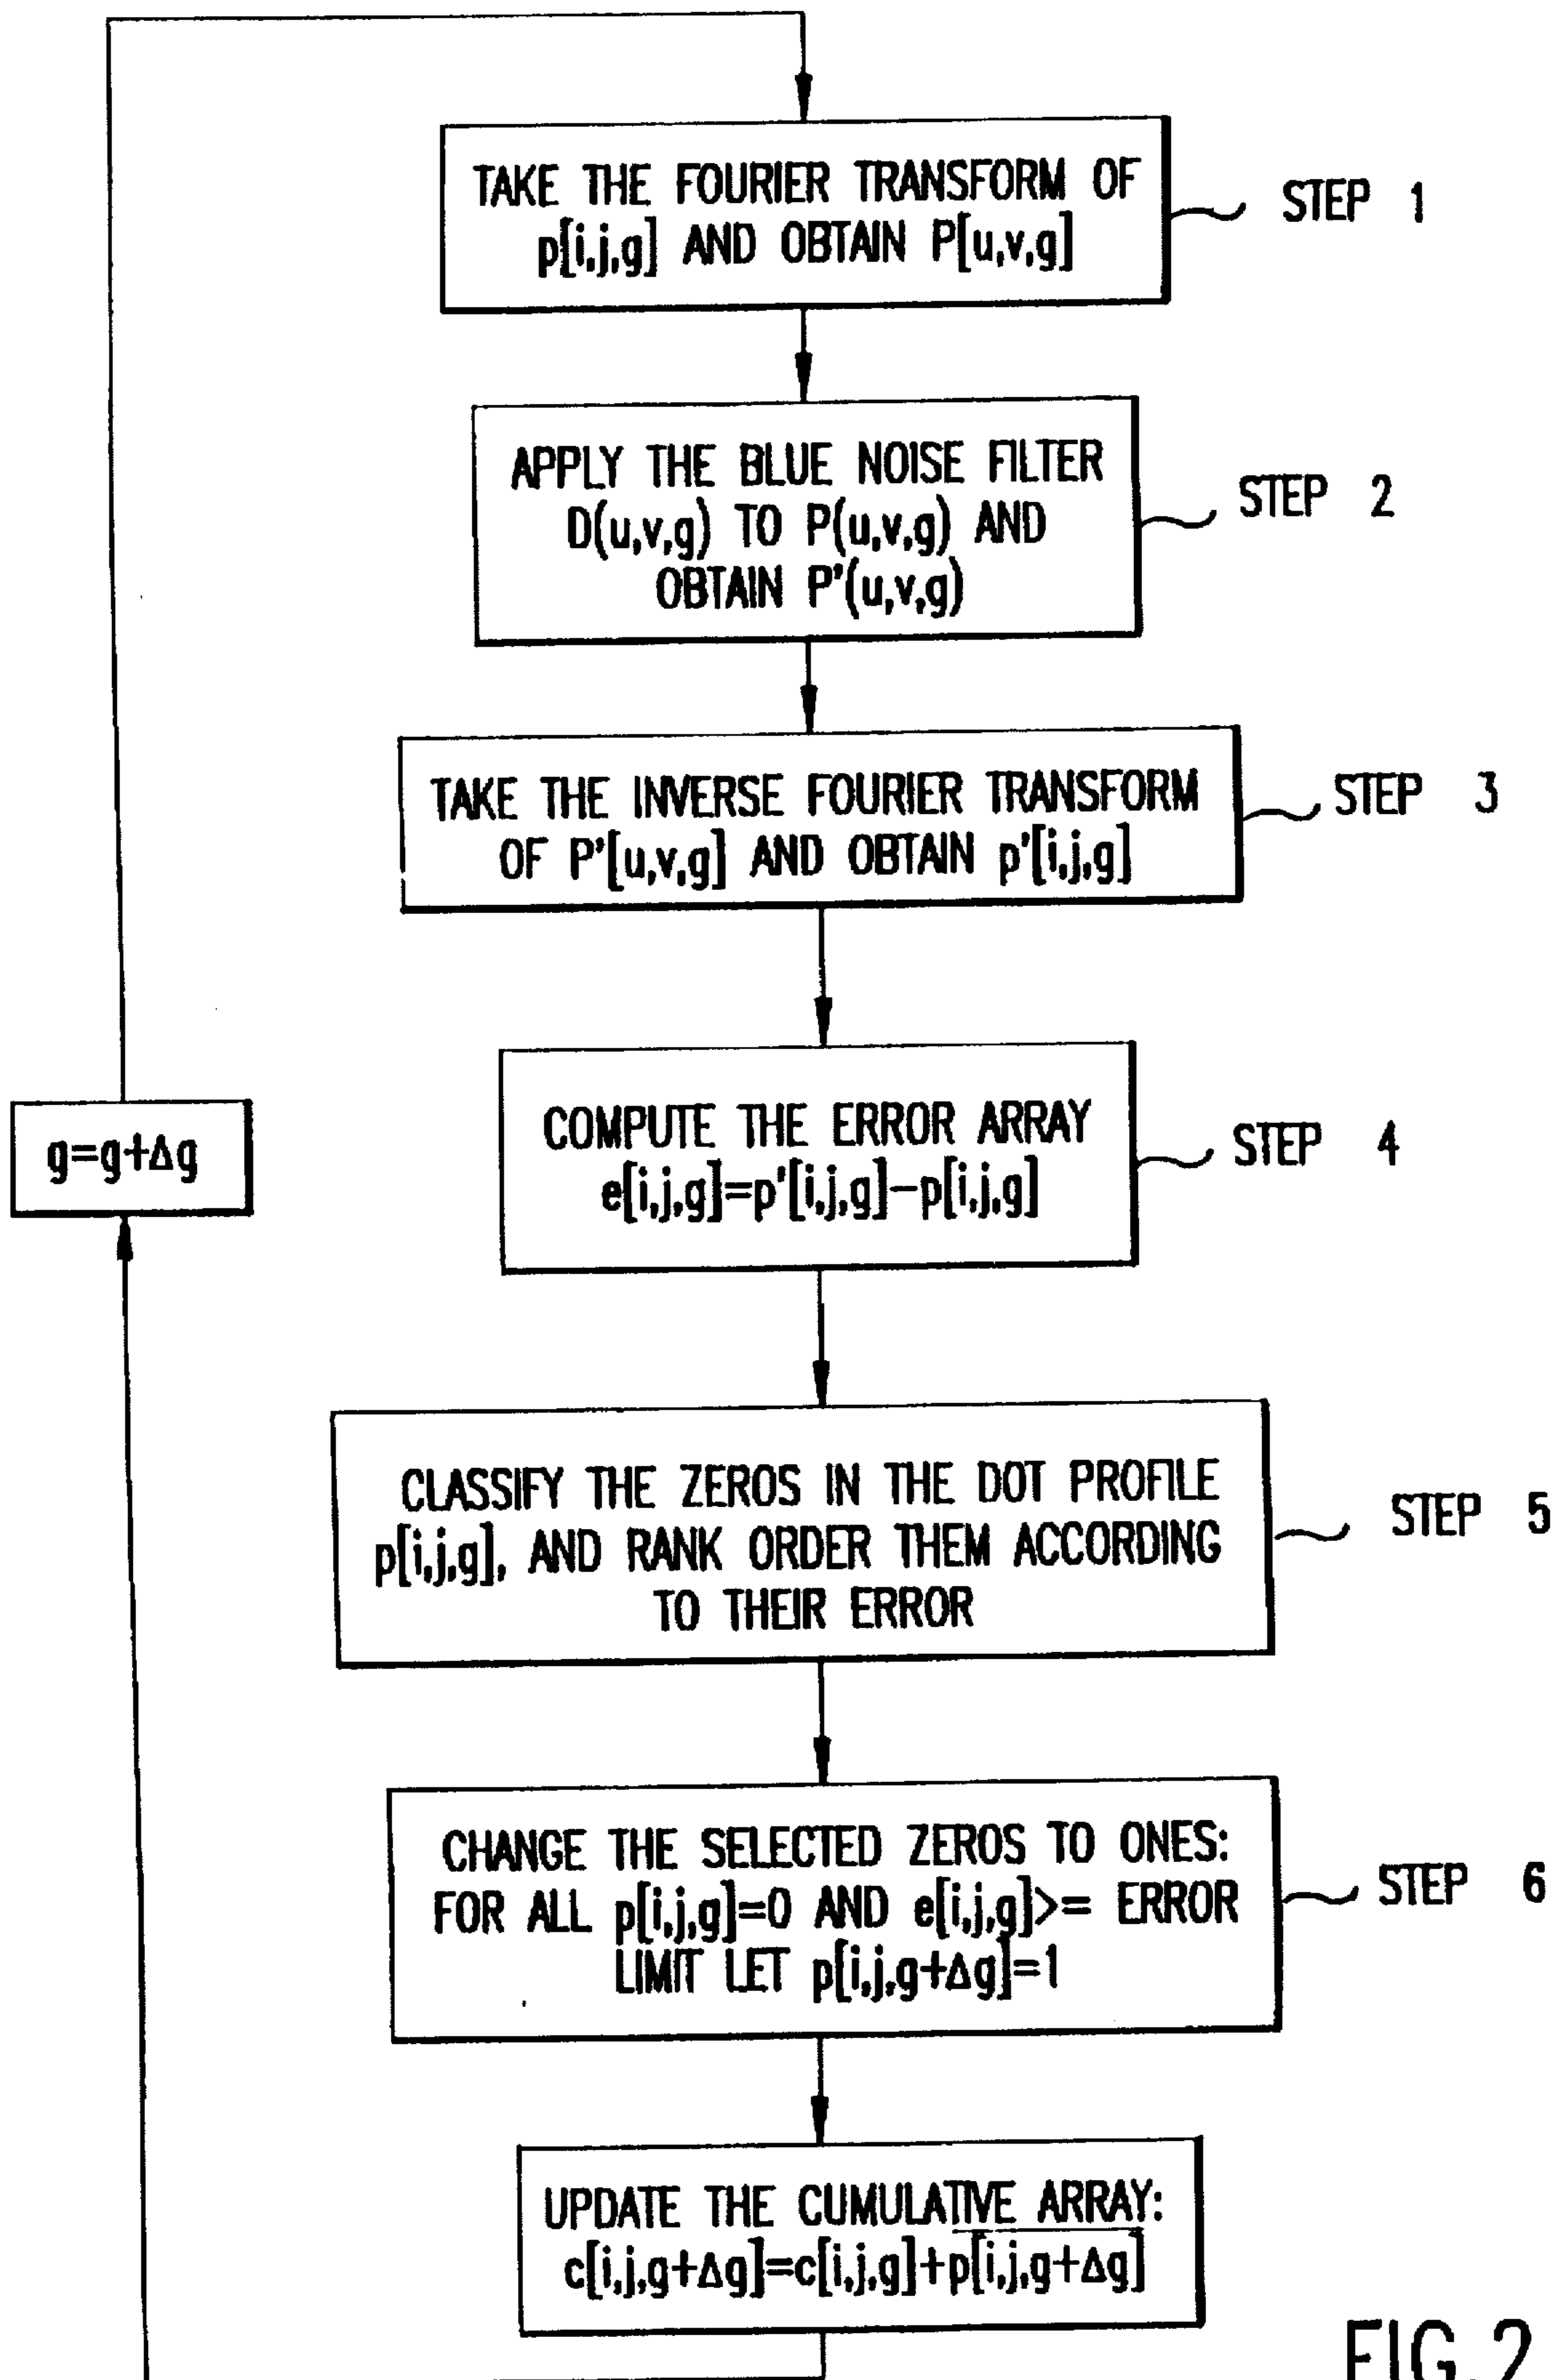 TAKE THE FOURIER TRANSFORM OF
p[i,j,g] AND OBTAIN P[u,v,g]
STEP 1
APPLY THE BLUE NOISE FILTER
D(u,v,g) TO P(u,v,g) AND
OBTAIN P'(u,v,g)
STEP 2
TAKE THE INVERSE FOURIER TRANSFORM
OF P'[u,v,g] AND OBTAIN p'[i,j,g]
STEP 3
g=g+Δg
COMPUTE THE ERROR ARRAY
e[i,j,g]=p'[i,j,g]−p[i,j,g]
STEP 4
CLASSIFY THE ZEROS IN THE DOT PROFILE
p[i,j,g], AND RANK ORDER THEM ACCORDING
TO THEIR ERROR
STEP 5
CHANGE THE SELECTED ZEROS TO ONES:
FOR ALL p[i,j,g]=0 AND e[i,j,g]>= ERROR
LIMIT LET p[i,j,g+Δg]=1
STEP 6
UPDATE THE CUMULATIVE ARRAY:
c[i,j,g+Δg]=c[i,j,g]+p̅[̅i̅,̅j̅,̅g̅+̅Δ̅g̅]̅
FIG.2